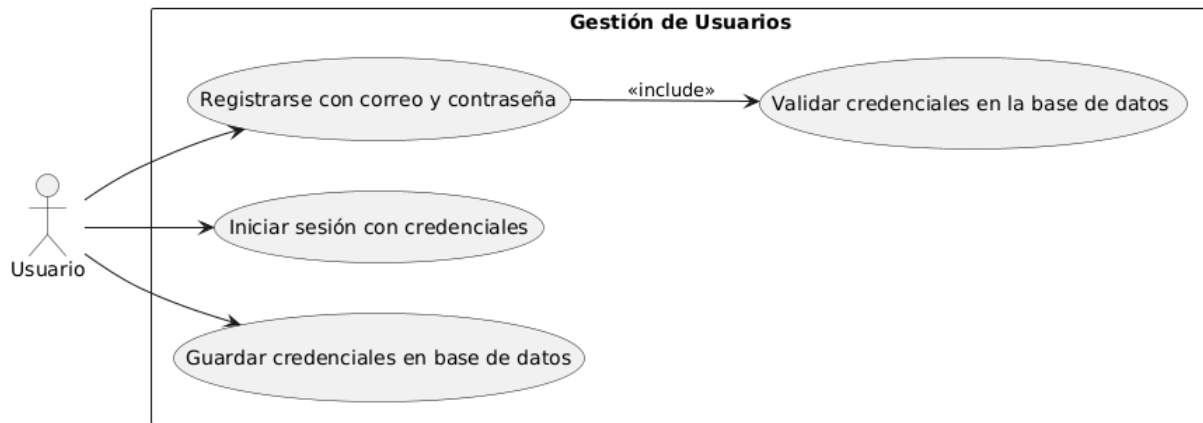 Gestión de Usuarios
Registrarse con correo y contraseña
«include»
Validar credenciales en la base de datos
Iniciar sesión con credenciales
Usuario
Guardar credenciales en base de datos